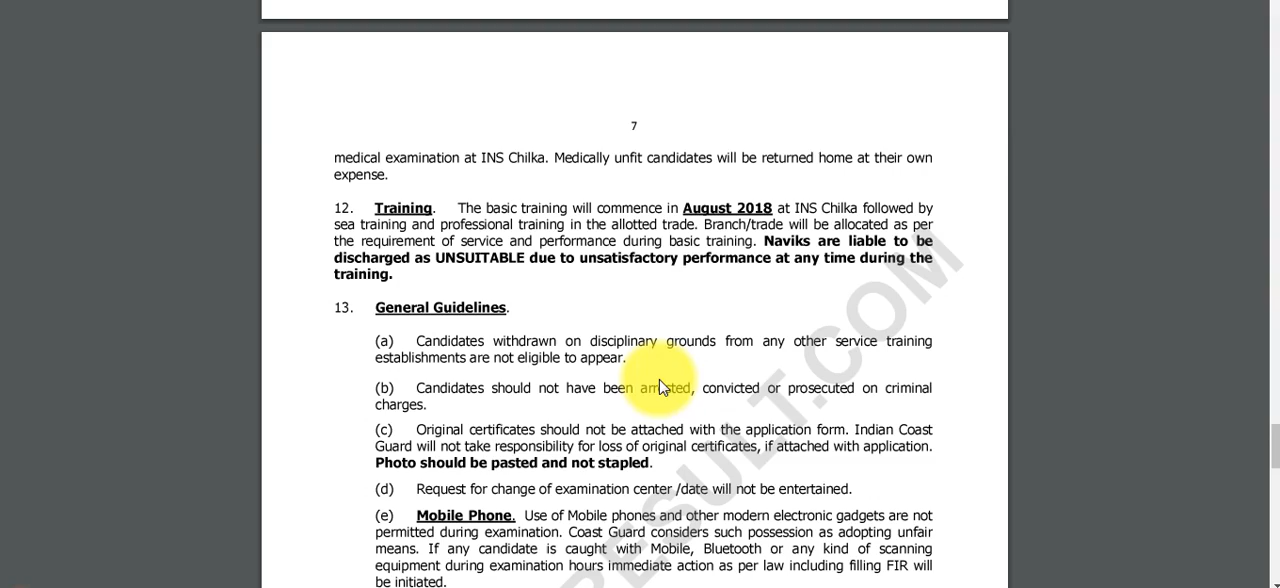 7
medical examination at INS Chilka. Medically unfit candidates will be returned home at their own
expense.
12. Training. The basic training will commence in August 2018 at INS Chilka followed by
sea training and professional training in the allotted trade. Branch/trade will be allocated as per
the requirement of service and performance during basic training. Naviks are liable to be
discharged as UNSUITABLE due to unsatisfactory performance at any time during the
training.
13. General Guidelines.
(a) Candidates withdrawn on disciplinary grounds from any other service training
establishments are not eligible to appear.
(b) Candidates should not have been arrested, convicted or prosecuted on criminal
charges.
(c) Original certificates should not be attached with the application form. Indian Coast
Guard will not take responsibility for loss of original certificates, if attached with application.
Photo should be pasted and not stapled.
(d) Request for change of examination center /date will not be entertained.
(e) Mobile Phone. Use of Mobile phones and other modern electronic gadgets are not
permitted during examination. Coast Guard considers such possession as adopting unfair
means. If any candidate is caught with Mobile, Bluetooth or any kind of scanning
equipment during examination hours immediate action as per law including filling FIR will
be initiated.
RESULT.COM